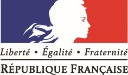 Liberté • Égalité • Fraternité
RÉPUBLIQUE FRANÇAISE